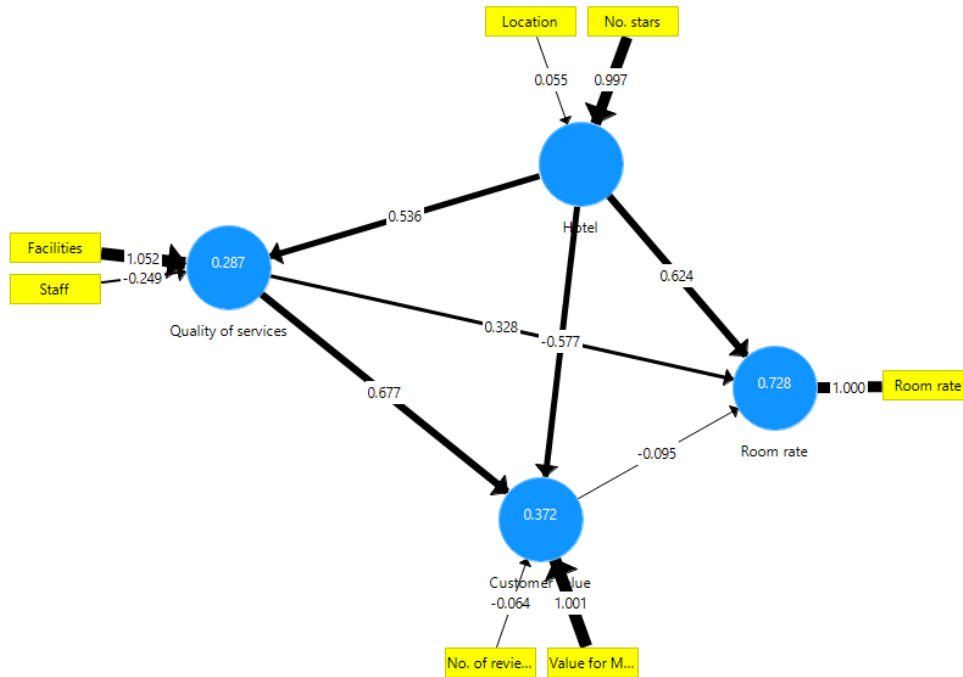 Location
No. stars
0.055
0.997
Hotel
0.536
Facilities
1.052
Staff
-0.249
0.287
Quality of services
0.624
0.328
-0.577
0.677
0.728
1.000
Room rate
Room rate
-0.095
0.372
Customer value
-0.064
1.001
No. of revie...
Value for M...